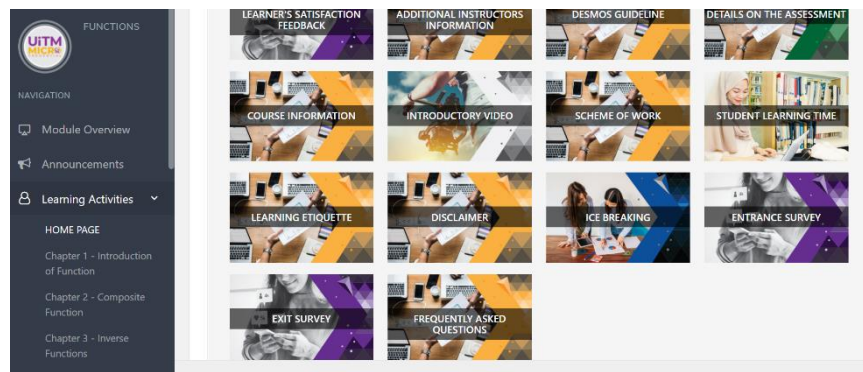 UiTM
MICRO
FUNCTIONS
NAVIGATION
Module Overview
Announcements
Learning Activities
HOME PAGE
Chapter 1 - Introduction
of Function
Chapter 2 - Composite
Function
Chapter 3 - Inverse
Functions
LEARNER'S SATISFACTION
FEEDBACK
ADDITIONAL INSTRUCTORS
INFORMATION
DESMOS GUIDELINE
DETAILS ON THE ASSESSMENT
COURSE INFORMATION
INTRODUCTORY VIDEO
SCHEME OF WORK
STUDENT LEARNING TIME
LEARNING ETIQUETTE
DISCLAIMER
ICE BREAKING
ENTRANCE SURVEY
EXIT SURVEY
FREQUENTLY ASKED
QUESTIONS